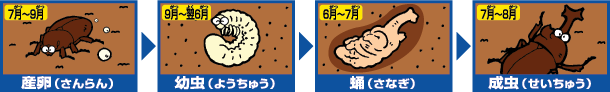 7月～9月
産卵（さんらん）
9月～翌6月
幼虫（ようちゅう）
6月～7月
蛹（さなぎ）
7月～8月
成虫（せいちゅう）